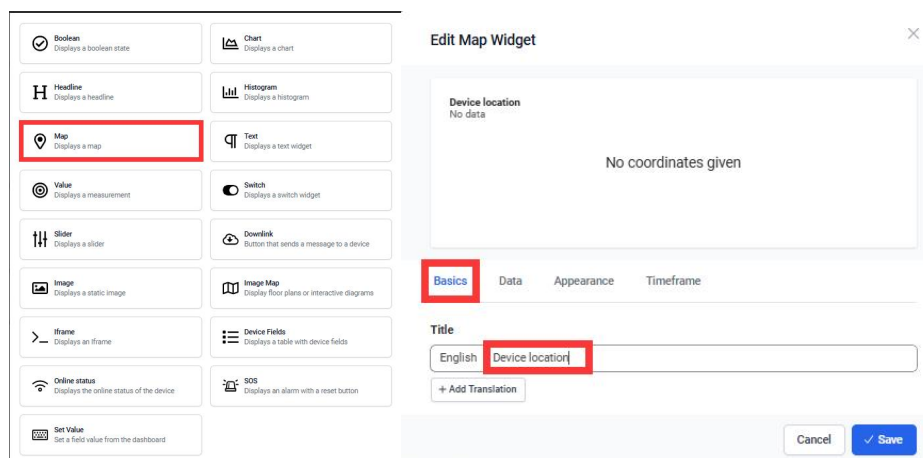 Boolean
Displays a boolean state
Chart
Displays a chart
Headline
Displays a headline
Histogram
Displays a histogram
Map
Displays a map
Text
Displays a text widget
Value
Displays a measurement
Switch
Displays a switch widget
Slider
Displays a slider
Downlink
Button that sends a message to a device
Image
Displays a static image
Image Map
Display floor plans or interactive diagrams
Iframe
Displays an Iframe
Device Fields
Displays a table with device fields
Online status
Displays the online status of the device
SOS
Displays an alarm with a reset button
Set Value
Set a field value from the dashboard
Edit Map Widget
Device location
No data
No coordinates given
Basics Data Appearance Timeframe
Title
English Device location
+ Add Translation
Cancel ✓ Save